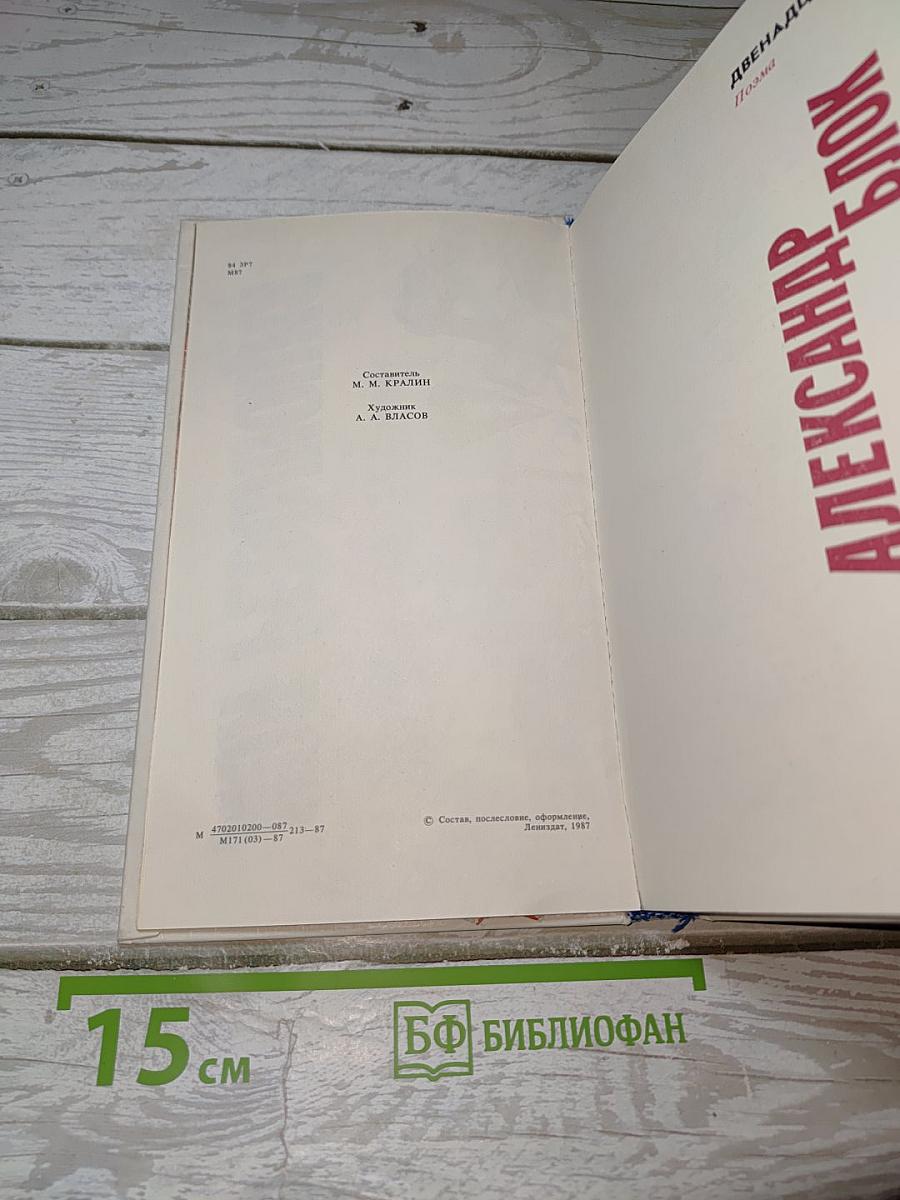 84 3Р7
М87
Составитель
М. М. КРАЛИН
Художник
А. А. ВЛАСОВ
М 4702010200—087 213—87
М171(03)—87
© Состав, послесловие, оформление,
Лениздат, 1987
Поэма
АЛЕКСАНДР
БЛОК
15 см
БФ БИБЛИОФАН